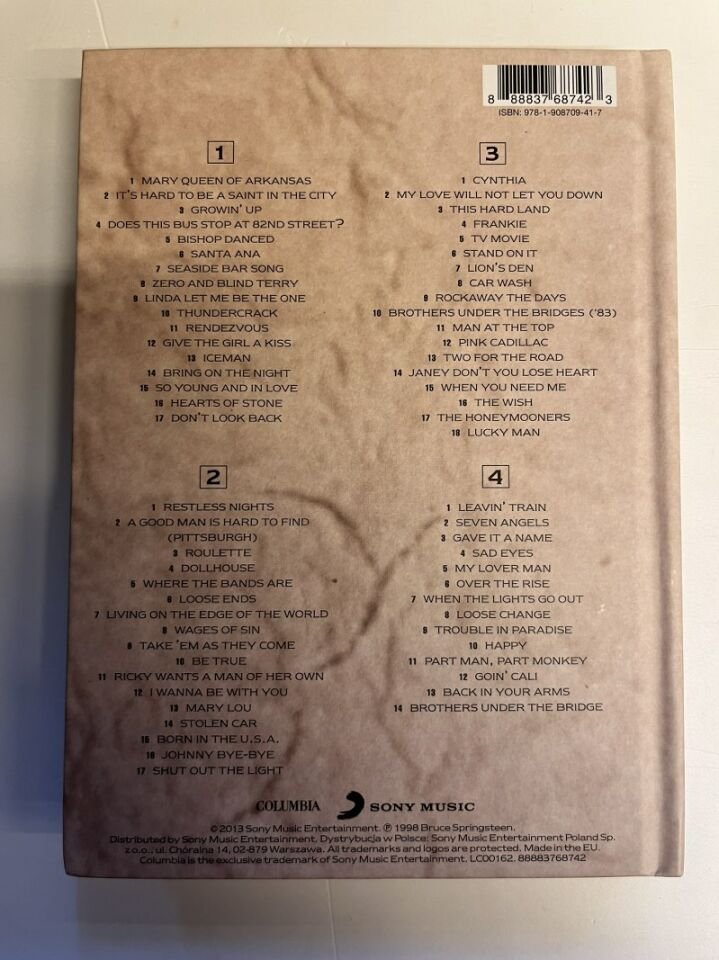 8 88837 68742 3
ISBN: 978-1-908709-41-7
1
1 MARY QUEEN OF ARKANSAS
2 IT'S HARD TO BE A SAINT IN THE CITY
3 GROWIN' UP
4 DOES THIS BUS STOP AT 82ND STREET?
5 BISHOP DANCED
6 SANTA ANA
7 SEASIDE BAR SONG
8 ZERO AND BLIND TERRY
9 LINDA LET ME BE THE ONE
10 THUNDERCRACK
11 RENDEZVOUS
12 GIVE THE GIRL A KISS
13 ICEMAN
14 BRING ON THE NIGHT
15 SO YOUNG AND IN LOVE
16 HEARTS OF STONE
17 DON'T LOOK BACK
3
1 CYNTHIA
2 MY LOVE WILL NOT LET YOU DOWN
3 THIS HARD LAND
4 FRANKIE
5 TV MOVIE
6 STAND ON IT
7 LION'S DEN
8 CAR WASH
9 ROCKAWAY THE DAYS
10 BROTHERS UNDER THE BRIDGES ('83)
11 MAN AT THE TOP
12 PINK CADILLAC
13 TWO FOR THE ROAD
14 JANEY DON'T YOU LOSE HEART
15 WHEN YOU NEED ME
16 THE WISH
17 THE HONEYMOONERS
18 LUCKY MAN
2
1 RESTLESS NIGHTS
2 A GOOD MAN IS HARD TO FIND
(PITTSBURGH)
3 ROULETTE
4 DOLLHOUSE
5 WHERE THE BANDS ARE
6 LOOSE ENDS
7 LIVING ON THE EDGE OF THE WORLD
8 WAGES OF SIN
9 TAKE 'EM AS THEY COME
10 BE TRUE
11 RICKY WANTS A MAN OF HER OWN
12 I WANNA BE WITH YOU
13 MARY LOU
14 STOLEN CAR
15 BORN IN THE U.S.A.
16 JOHNNY BYE-BYE
17 SHUT OUT THE LIGHT
4
1 LEAVIN' TRAIN
2 SEVEN ANGELS
3 GAVE IT A NAME
4 SAD EYES
5 MY LOVER MAN
6 OVER THE RISE
7 WHEN THE LIGHTS GO OUT
8 LOOSE CHANGE
9 TROUBLE IN PARADISE
10 HAPPY
11 PART MAN, PART MONKEY
12 GOIN' CALI
13 BACK IN YOUR ARMS
14 BROTHERS UNDER THE BRIDGE
COLUMBIA SONY MUSIC
© 2013 Sony Music Entertainment. ℗ 1998 Bruce Springsteen.
Distributed by Sony Music Entertainment. Dystrybucja w Polsce: Sony Music Entertainment Poland Sp.
z o.o., ul. Chóralna 14, 02-879 Warszawa. All trademarks and logos are protected. Made in the EU.
Columbia is the exclusive trademark of Sony Music Entertainment. LC00162. 88883768742